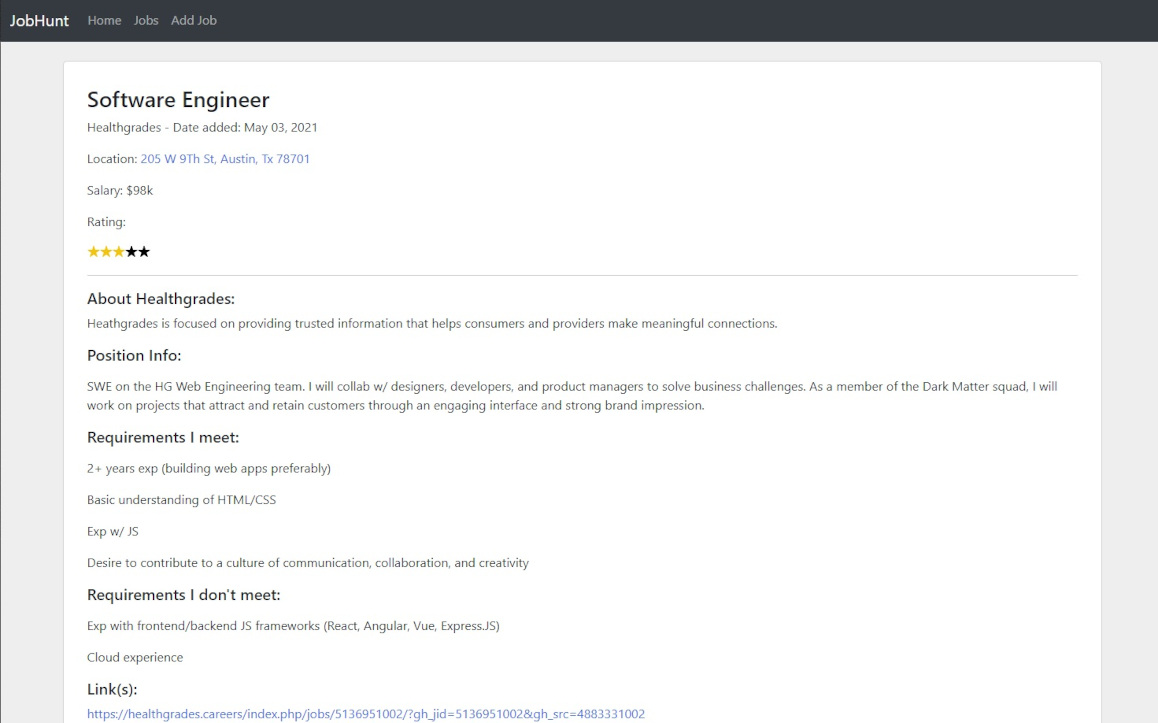 JobHunt Home Jobs Add Job
Software Engineer
Healthgrades - Date added: May 03, 2021
Location: 205 W 9Th St, Austin, Tx 78701
Salary: $98k
Rating:
★★★★★
About Healthgrades:
Heathgrades is focused on providing trusted information that helps consumers and providers make meaningful connections.
Position Info:
SWE on the HG Web Engineering team. I will collab w/ designers, developers, and product managers to solve business challenges. As a member of the Dark Matter squad, I will
work on projects that attract and retain customers through an engaging interface and strong brand impression.
Requirements I meet:
2+ years exp (building web apps preferably)
Basic understanding of HTML/CSS
Exp w/ JS
Desire to contribute to a culture of communication, collaboration, and creativity
Requirements I don't meet:
Exp with frontend/backend JS frameworks (React, Angular, Vue, Express.JS)
Cloud experience
Link(s):
https://healthgrades.careers/index.php/jobs/5136951002/?gh_jid=5136951002&gh_src=4883331002